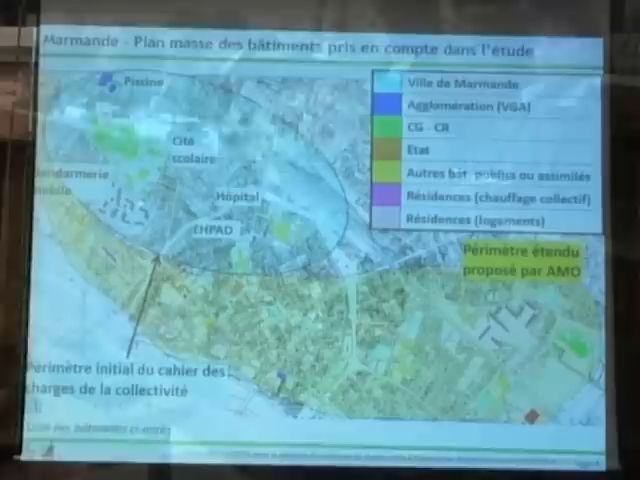 Marmande - Plan masse des bâtiments pris en compte dans l'étude
Piscine
Ville de Marmande
Agglomération (VGA)
CG - CR
Etat
Autres bât publics ou assimilés
Résidences (chauffage collectif)
Résidences (logements)
Cité
scolaire
Hôpital
EHPAD
Périmètre étendu
proposé par AMO
Périmètre initial du cahier des
charges de la collectivité